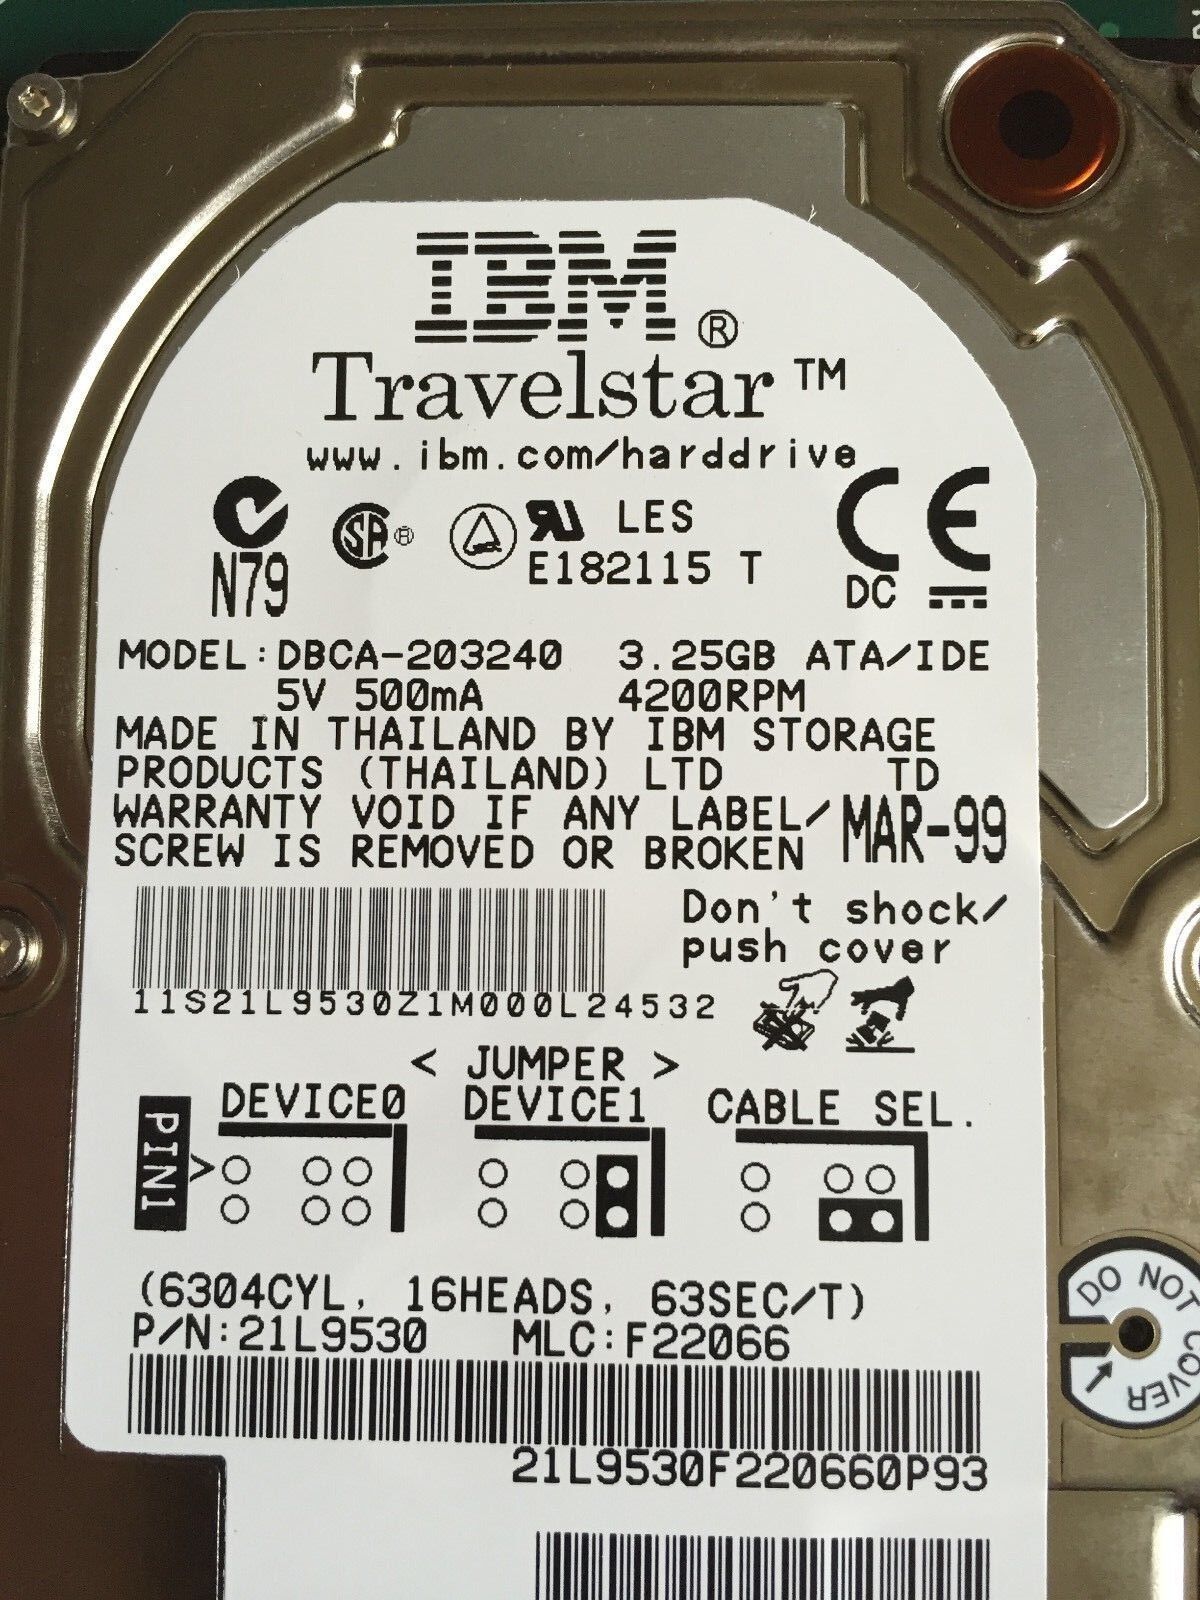 IBM ®
Travelstar™
www.ibm.com/harddrive
N79
SA ®
LES
E182115 T
CE
DC
MODEL:DBCA-203240 3.25GB ATA/IDE
5V 500mA 4200RPM
MADE IN THAILAND BY IBM STORAGE
PRODUCTS (THAILAND) LTD TD
WARRANTY VOID IF ANY LABEL/
SCREW IS REMOVED OR BROKEN
MAR-99
Don't shock/
push cover
11S21L9530Z1M000L24532
< JUMPER >
DEVICE0 DEVICE1 CABLE SEL.
PIN1
(6304CYL, 16HEADS, 63SEC/T)
P/N:21L9530 MLC:F22066
21L9530F220660P93
DO NOT COVER